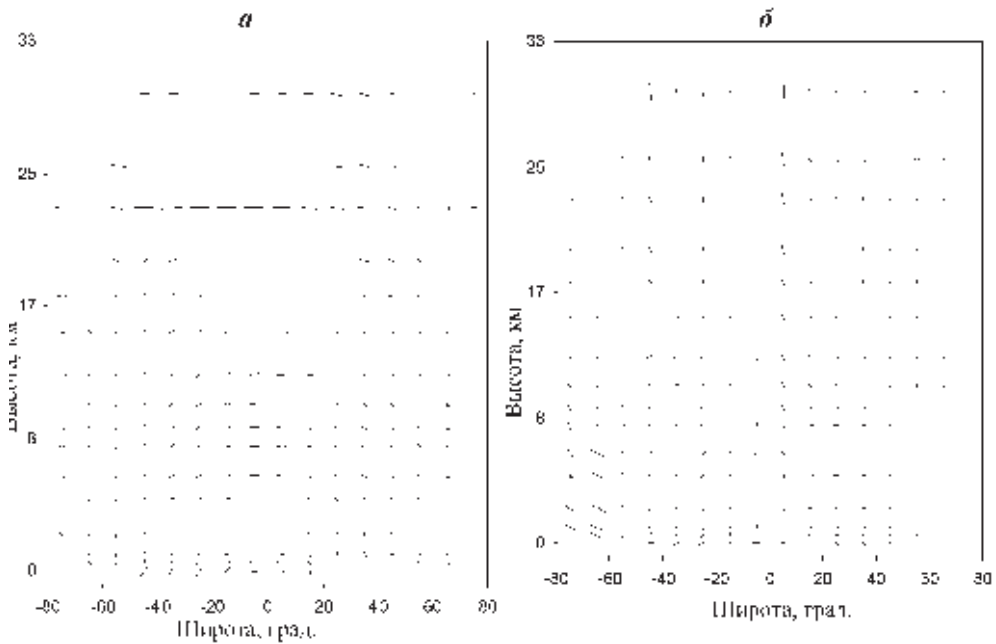 а б
33 33
25 25
17 17
8 8
0 0
Высота, км Высота, км
-80 -60 -40 -20 0 20 40 60 80 -80 -60 -40 -20 0 20 40 60 80
Широта, град. Широта, град.